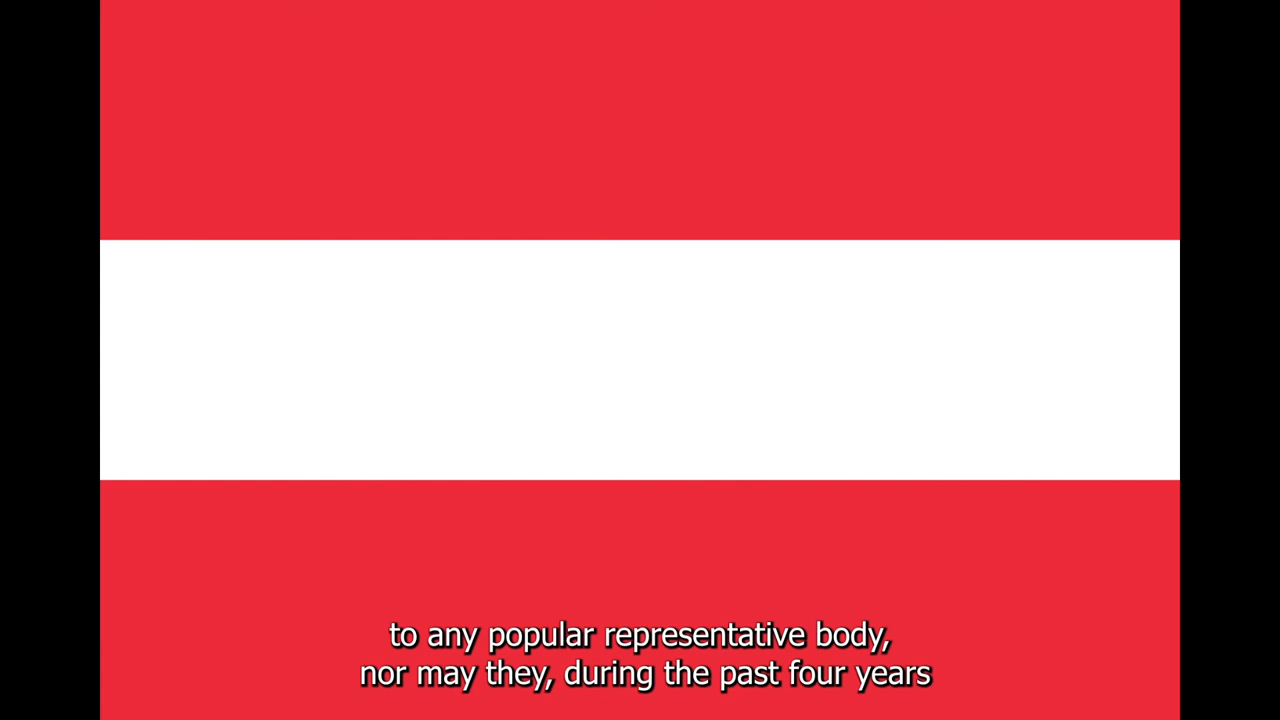 to any popular representative body,
nor may they, during the past four years